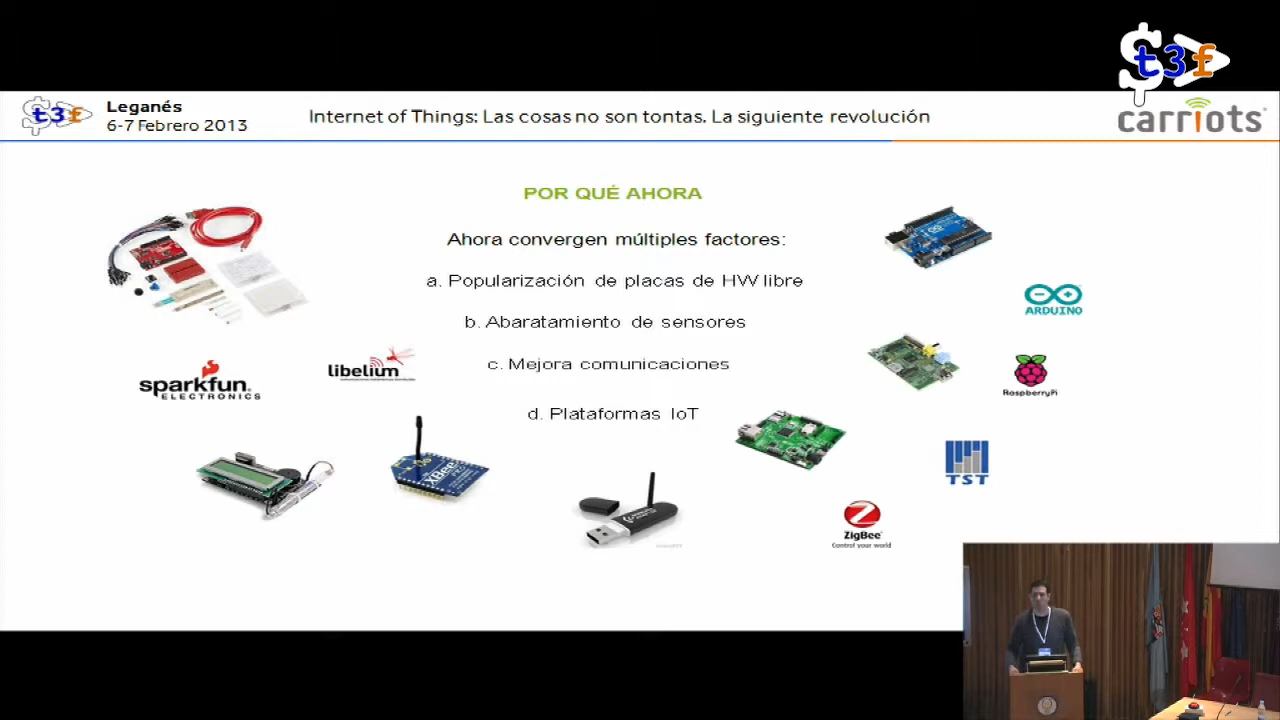 t3f
t3f
Leganés
6-7 Febrero 2013
Internet of Things: Las cosas no son tontas. La siguiente revolución
carriots
POR QUÉ AHORA
Ahora convergen múltiples factores:
a. Popularización de placas de HW libre
b. Abaratamiento de sensores
c. Mejora comunicaciones
d. Plataformas IoT
ARDUINO
sparkfun
ELECTRONICS
libelium
RaspberryPi
XBee
TST
ZigBee
Control your world